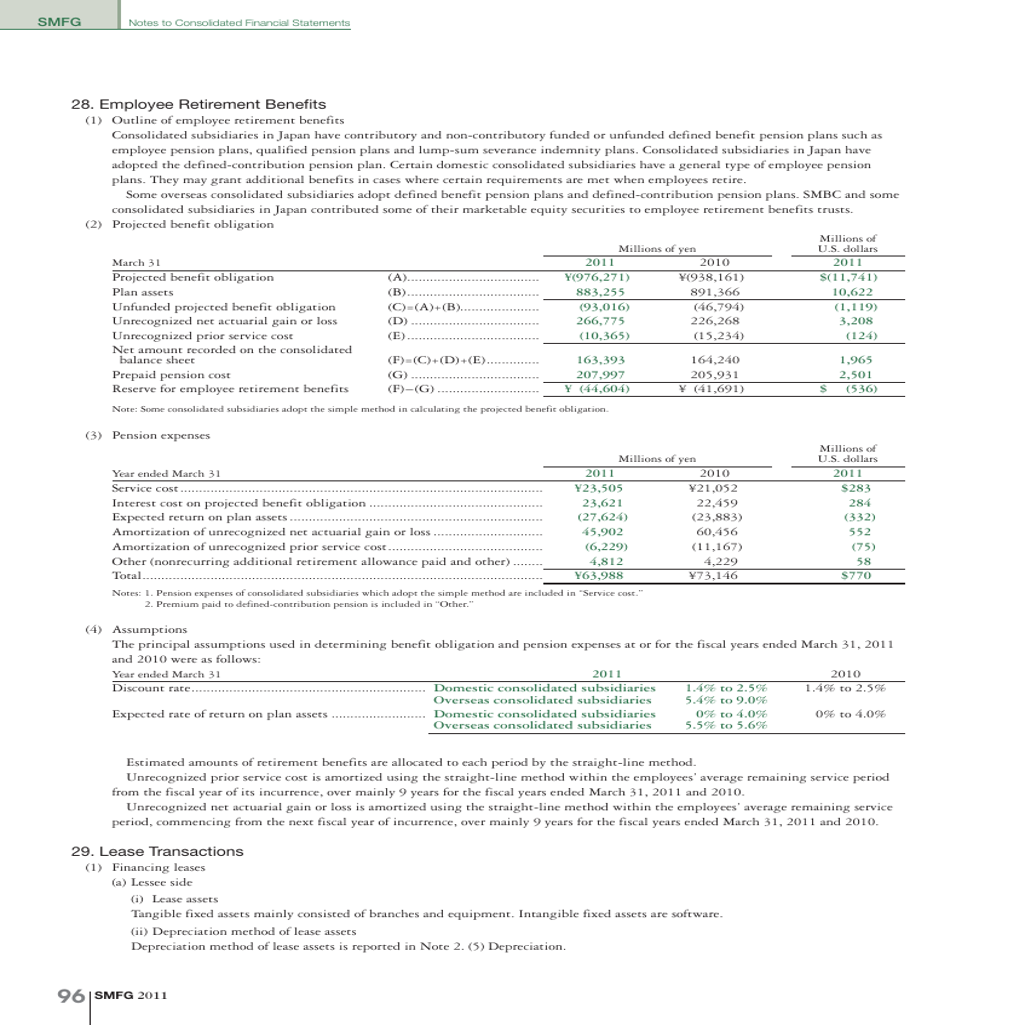 SMFG Notes to Consolidated Financial Statements
28. Employee Retirement Benefits
(1) Outline of employee retirement benefits
Consolidated subsidiaries in Japan have contributory and non-contributory funded or unfunded defined benefit pension plans such as
employee pension plans, qualified pension plans and lump-sum severance indemnity plans. Consolidated subsidiaries in Japan have
adopted the defined-contribution pension plan. Certain domestic consolidated subsidiaries have a general type of employee pension
plans. They may grant additional benefits in cases where certain requirements are met when employees retire.
Some overseas consolidated subsidiaries adopt defined benefit pension plans and defined-contribution pension plans. SMBC and some
consolidated subsidiaries in Japan contributed some of their marketable equity securities to employee retirement benefits trusts.
(2) Projected benefit obligation
Millions of
Millions of yen U.S. dollars
March 31 2011 2010 2011
Projected benefit obligation (A)................................... ¥(976,271) ¥(938,161) $(11,741)
Plan assets (B)................................... 883,255 891,366 10,622
Unfunded projected benefit obligation (C)=(A)+(B)..................... (93,016) (46,794) (1,119)
Unrecognized net actuarial gain or loss (D) .................................. 266,775 226,268 3,208
Unrecognized prior service cost (E)................................... (10,365) (15,234) (124)
Net amount recorded on the consolidated
balance sheet (F)=(C)+(D)+(E).............. 163,393 164,240 1,965
Prepaid pension cost (G) .................................. 207,997 205,931 2,501
Reserve for employee retirement benefits (F)–(G) ........................... ¥ (44,604) ¥ (41,691) $ (536)
Note: Some consolidated subsidiaries adopt the simple method in calculating the projected benefit obligation.
(3) Pension expenses
Millions of
Millions of yen U.S. dollars
Year ended March 31 2011 2010 2011
Service cost................................................................................................. ¥23,505 ¥21,052 $283
Interest cost on projected benefit obligation .............................................. 23,621 22,459 284
Expected return on plan assets.................................................................... (27,624) (23,883) (332)
Amortization of unrecognized net actuarial gain or loss ............................. 45,902 60,456 552
Amortization of unrecognized prior service cost......................................... (6,229) (11,167) (75)
Other (nonrecurring additional retirement allowance paid and other) ........ 4,812 4,229 58
Total........................................................................................................... ¥63,988 ¥73,146 $770
Notes: 1. Pension expenses of consolidated subsidiaries which adopt the simple method are included in “Service cost.”
2. Premium paid to defined-contribution pension is included in “Other.”
(4) Assumptions
The principal assumptions used in determining benefit obligation and pension expenses at or for the fiscal years ended March 31, 2011
and 2010 were as follows:
Year ended March 31 2011 2010
Discount rate.............................................................. Domestic consolidated subsidiaries 1.4% to 2.5% 1.4% to 2.5%
Overseas consolidated subsidiaries 5.4% to 9.0%
Expected rate of return on plan assets ......................... Domestic consolidated subsidiaries 0% to 4.0% 0% to 4.0%
Overseas consolidated subsidiaries 5.5% to 5.6%
Estimated amounts of retirement benefits are allocated to each period by the straight-line method.
Unrecognized prior service cost is amortized using the straight-line method within the employees’ average remaining service period
from the fiscal year of its incurrence, over mainly 9 years for the fiscal years ended March 31, 2011 and 2010.
Unrecognized net actuarial gain or loss is amortized using the straight-line method within the employees’ average remaining service
period, commencing from the next fiscal year of incurrence, over mainly 9 years for the fiscal years ended March 31, 2011 and 2010.
29. Lease Transactions
(1) Financing leases
(a) Lessee side
(i) Lease assets
Tangible fixed assets mainly consisted of branches and equipment. Intangible fixed assets are software.
(ii) Depreciation method of lease assets
Depreciation method of lease assets is reported in Note 2. (5) Depreciation.
96 SMFG 2011